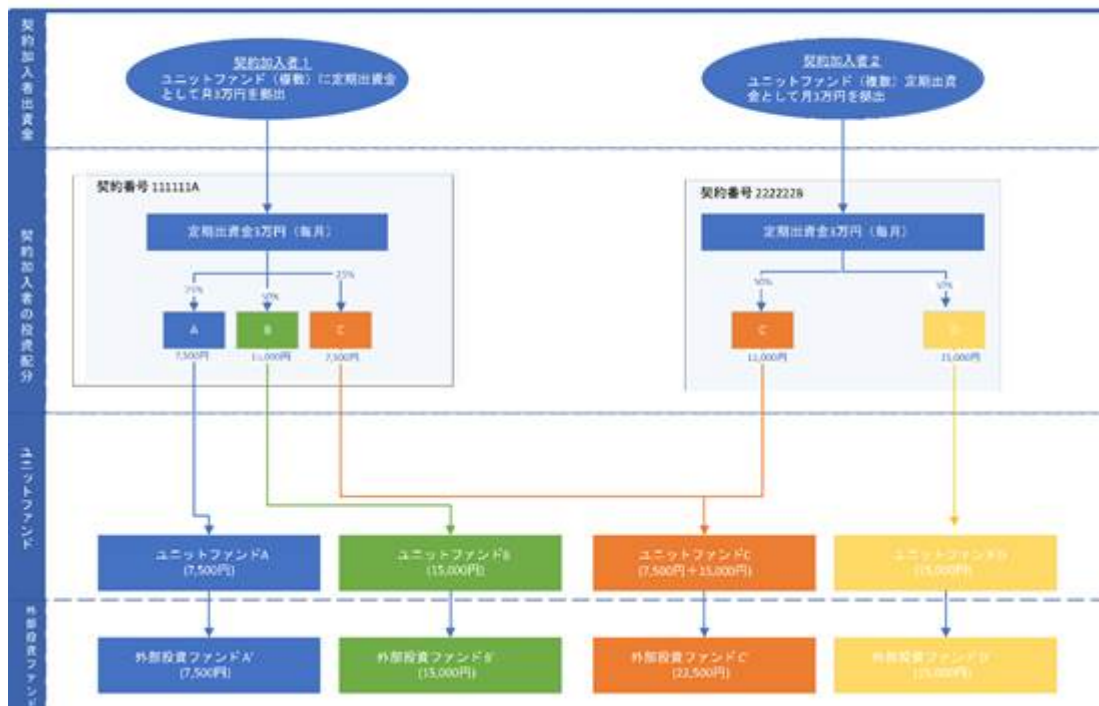 契約加入者出資金
契約加入者1
ユニットファンド（複数）に定期出資金
として月3万円を拠出
契約加入者2
ユニットファンド（複数）定期出資
金として月3万円を拠出
契約加入者の投資配分
契約番号 111111A
定期出資金3万円（毎月）
25%
50%
25%
A
B
C
7,500円
15,000円
7,500円
契約番号 222222B
定期出資金3万円（毎月）
50%
50%
C
D
15,000円
15,000円
ユニットファンド
ユニットファンドA
(7,500円)
ユニットファンドB
(15,000円)
ユニットファンドC
(7,500円＋15,000円)
ユニットファンドD
(15,000円)
外部投資ファンド
外部投資ファンド A'
(7,500円)
外部投資ファンド B'
(15,000円)
外部投資ファンド C'
(22,500円)
外部投資ファンド D'
(15,000円)